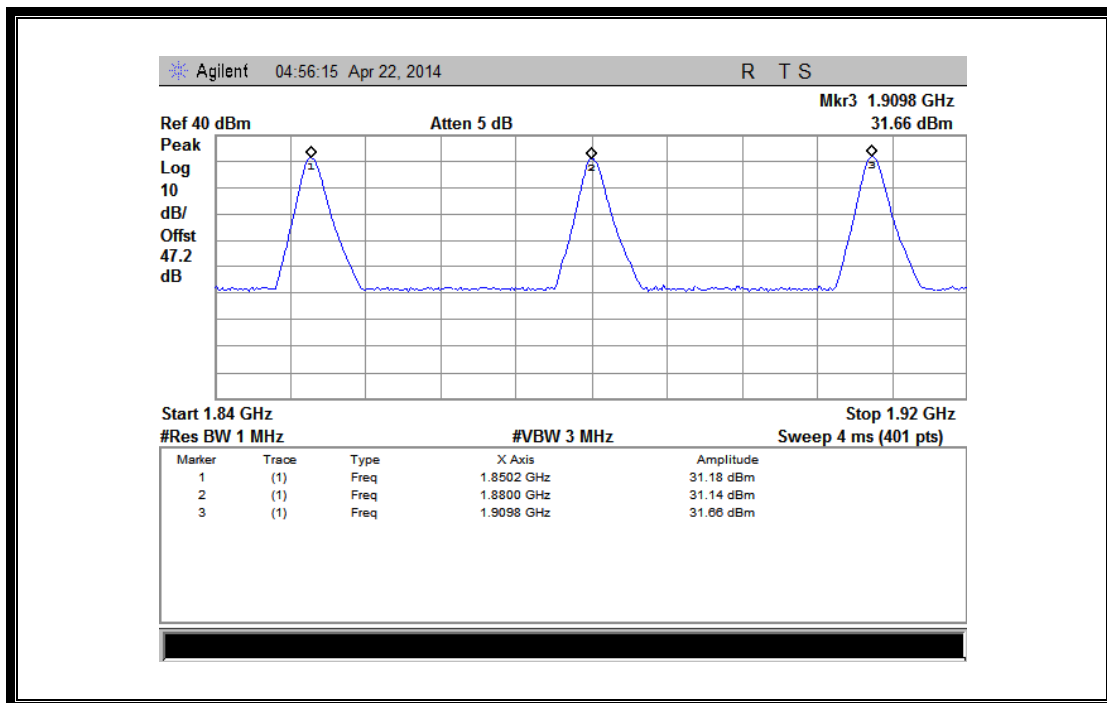 Agilent 04:56:15 Apr 22, 2014 R T S
Mkr3 1.9098 GHz
Ref 40 dBm Atten 5 dB 31.66 dBm
Peak
Log
10
dB/
Offst
47.2
dB
1 2 3
Start 1.84 GHz Stop 1.92 GHz
#Res BW 1 MHz #VBW 3 MHz Sweep 4 ms (401 pts)
Marker Trace Type X Axis Amplitude
1 (1) Freq 1.8502 GHz 31.18 dBm
2 (1) Freq 1.8800 GHz 31.14 dBm
3 (1) Freq 1.9098 GHz 31.66 dBm